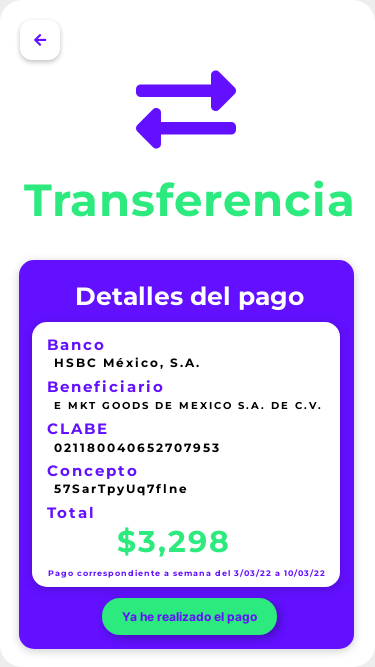 Transferencia
Detalles del pago
Banco
HSBC México, S.A.
Beneficiario
E MKT GOODS DE MEXICO S.A. DE C.V.
CLABE
021180040652707953
Concepto
57SarTpyUq7flne
Total
$3,298
Pago correspondiente a semana del 3/03/22 a 10/03/22
Ya he realizado el pago